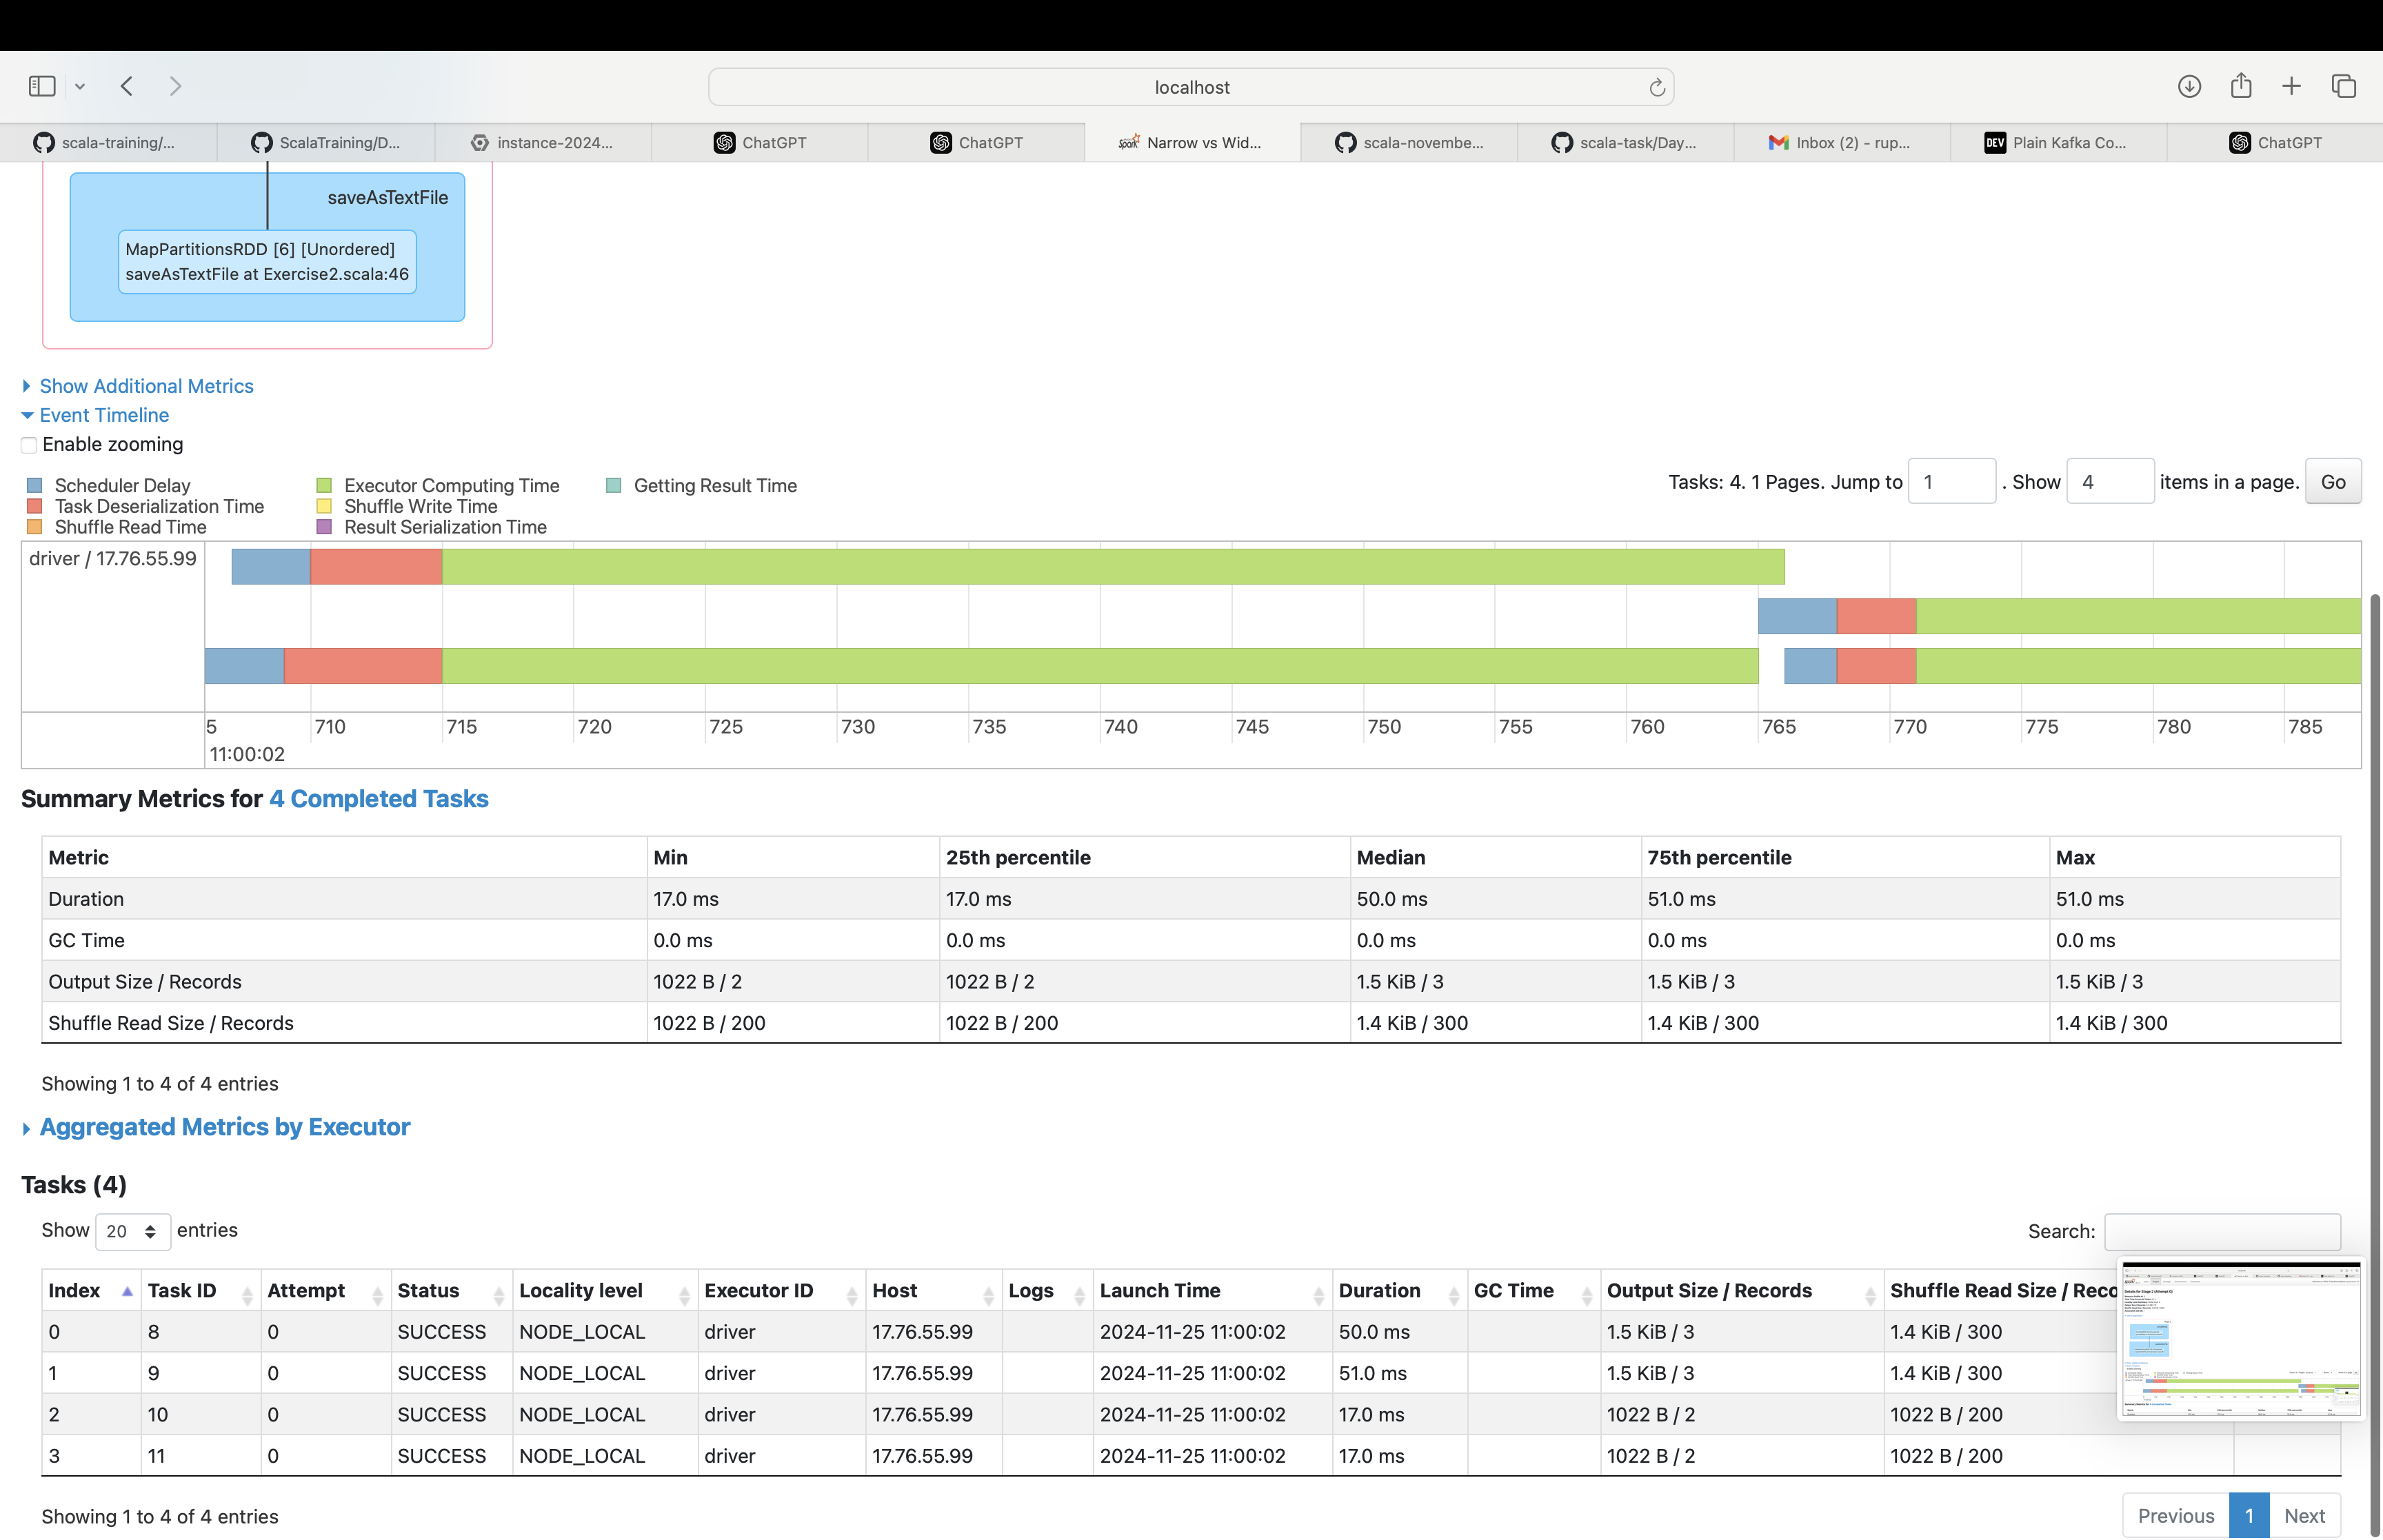 localhost
scala-training/...
ScalaTraining/D...
instance-2024...
ChatGPT
ChatGPT
Spark Narrow vs Wid...
scala-novembe...
scala-task/Day...
Inbox (2) - rup...
DEV Plain Kafka Co...
ChatGPT
saveAsTextFile
MapPartitionsRDD [6] [Unordered]
saveAsTextFile at Exercise2.scala:46
Show Additional Metrics
Event Timeline
Enable zooming
Scheduler Delay Executor Computing Time Getting Result Time
Task Deserialization Time Shuffle Write Time
Shuffle Read Time Result Serialization Time
Tasks: 4. 1 Pages. Jump to 1 . Show 4 items in a page. Go
driver / 17.76.55.99
5 710 715 720 725 730 735 740 745 750 755 760 765 770 775 780 785
11:00:02
Summary Metrics for 4 Completed Tasks
Metric Min 25th percentile Median 75th percentile Max
Duration 17.0 ms 17.0 ms 50.0 ms 51.0 ms 51.0 ms
GC Time 0.0 ms 0.0 ms 0.0 ms 0.0 ms 0.0 ms
Output Size / Records 1022 B / 2 1022 B / 2 1.5 KiB / 3 1.5 KiB / 3 1.5 KiB / 3
Shuffle Read Size / Records 1022 B / 200 1022 B / 200 1.4 KiB / 300 1.4 KiB / 300 1.4 KiB / 300
Showing 1 to 4 of 4 entries
Aggregated Metrics by Executor
Tasks (4)
Show 20 entries Search:
Index Task ID Attempt Status Locality level Executor ID Host Logs Launch Time Duration GC Time Output Size / Records Shuffle Read Size / Reco
0 8 0 SUCCESS NODE_LOCAL driver 17.76.55.99 2024-11-25 11:00:02 50.0 ms 1.5 KiB / 3 1.4 KiB / 300
1 9 0 SUCCESS NODE_LOCAL driver 17.76.55.99 2024-11-25 11:00:02 51.0 ms 1.5 KiB / 3 1.4 KiB / 300
2 10 0 SUCCESS NODE_LOCAL driver 17.76.55.99 2024-11-25 11:00:02 17.0 ms 1022 B / 2 1022 B / 200
3 11 0 SUCCESS NODE_LOCAL driver 17.76.55.99 2024-11-25 11:00:02 17.0 ms 1022 B / 2 1022 B / 200
Showing 1 to 4 of 4 entries
Previous 1 Next